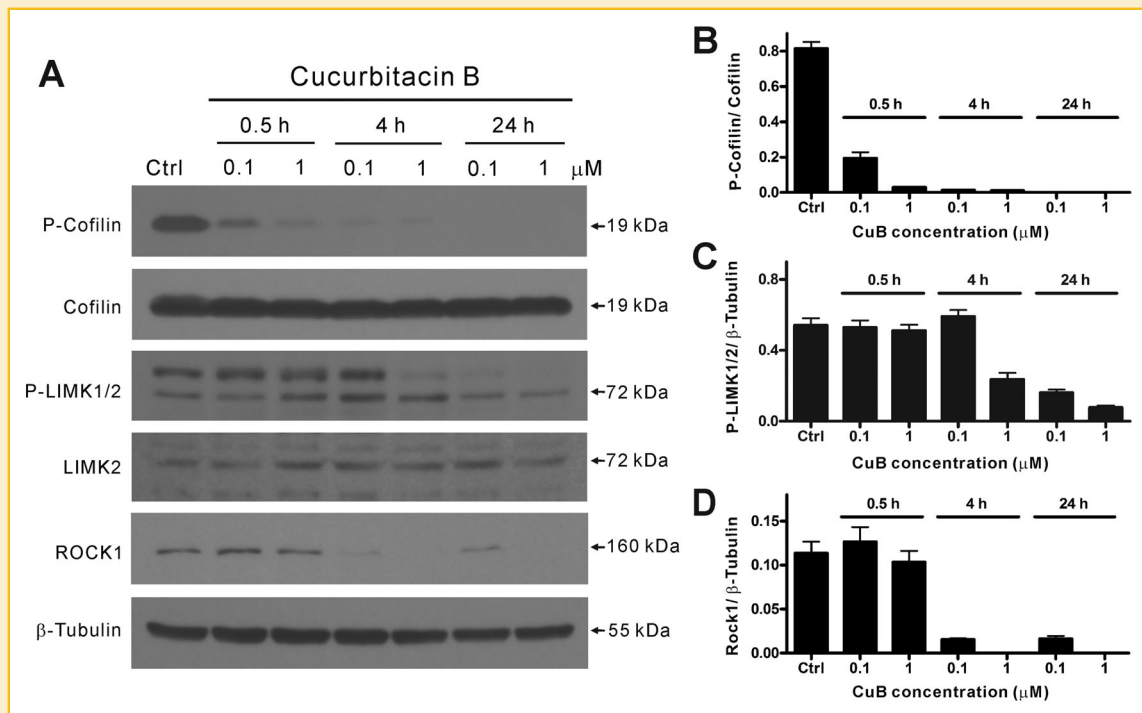 A
Cucurbitacin B
0.5 h 4 h 24 h
Ctrl 0.1 1 0.1 1 0.1 1 μM
P-Cofilin ←19 kDa
Cofilin ←19 kDa
P-LIMK1/2 ←72 kDa
LIMK2 ←72 kDa
ROCK1 ←160 kDa
β-Tubulin ←55 kDa
B
P-Cofilin/ Cofilin
0.8
0.6
0.4
0.2
0.0
0.5 h 4 h 24 h
Ctrl 0.1 1 0.1 1 0.1 1
CuB concentration (μM)
C
P-LIMK1/2/ β-Tubulin
0.8
0.4
0.0
0.5 h 4 h 24 h
Ctrl 0.1 1 0.1 1 0.1 1
CuB concentration (μM)
D
Rock1/ β-Tubulin
0.15
0.10
0.05
0.00
0.5 h 4 h 24 h
Ctrl 0.1 1 0.1 1 0.1 1
CuB concentration (μM)